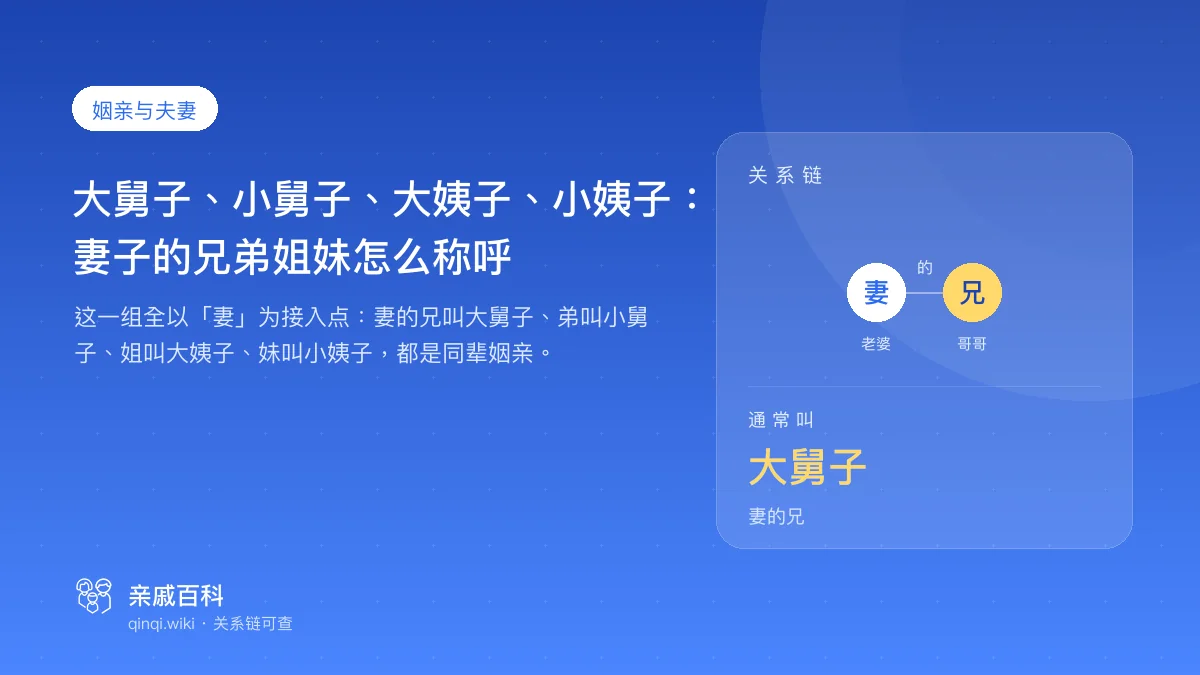 姻亲与夫妻
大舅子、小舅子、大姨子、小姨子：
妻子的兄弟姐妹怎么称呼
这一组全以「妻」为接入点：妻的兄叫大舅子、弟叫小舅
子、姐叫大姨子、妹叫小姨子，都是同辈姻亲。
关系链
妻
的
兄
老婆
哥哥
通常叫
大舅子
妻的兄
亲戚百科
qinqi.wiki · 关系链可查